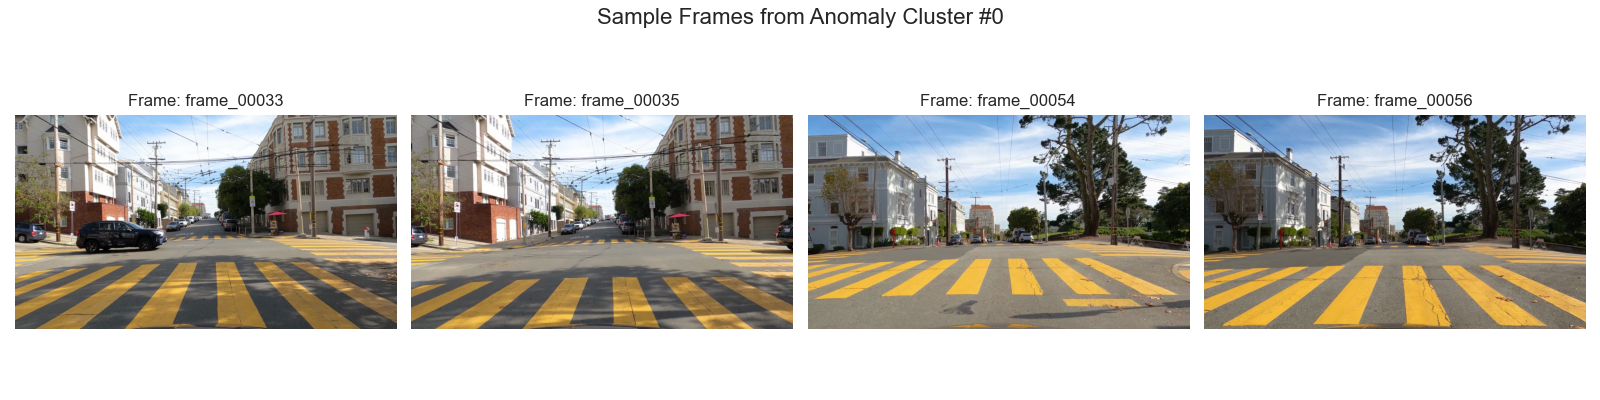 Sample Frames from Anomaly Cluster #0
Frame: frame_00033
Frame: frame_00035
Frame: frame_00054
Frame: frame_00056